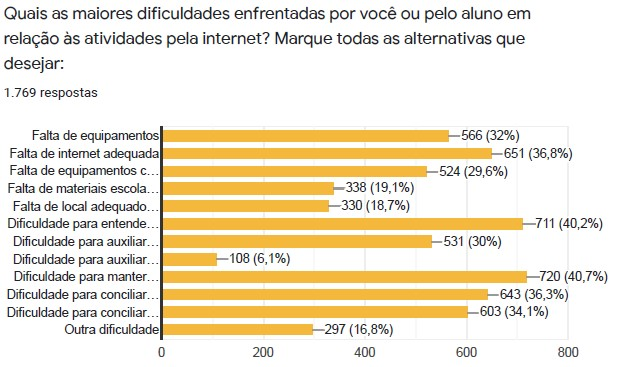 Quais as maiores dificuldades enfrentadas por você ou pelo aluno em
relação às atividades pela internet? Marque todas as alternativas que
desejar:
1.769 respostas
Falta de equipamentos 566 (32%)
Falta de internet adequada 651 (36,8%)
Falta de equipamentos c... 524 (29,6%)
Falta de materiais escola... 338 (19,1%)
Falta de local adequado... 330 (18,7%)
Dificuldade para entende... 711 (40,2%)
Dificuldade para auxiliar... 531 (30%)
Dificuldade para auxiliar... 108 (6,1%)
Dificuldade para manter... 720 (40,7%)
Dificuldade para conciliar... 643 (36,3%)
Dificuldade para conciliar... 603 (34,1%)
Outra dificuldade 297 (16,8%)
0 200 400 600 800